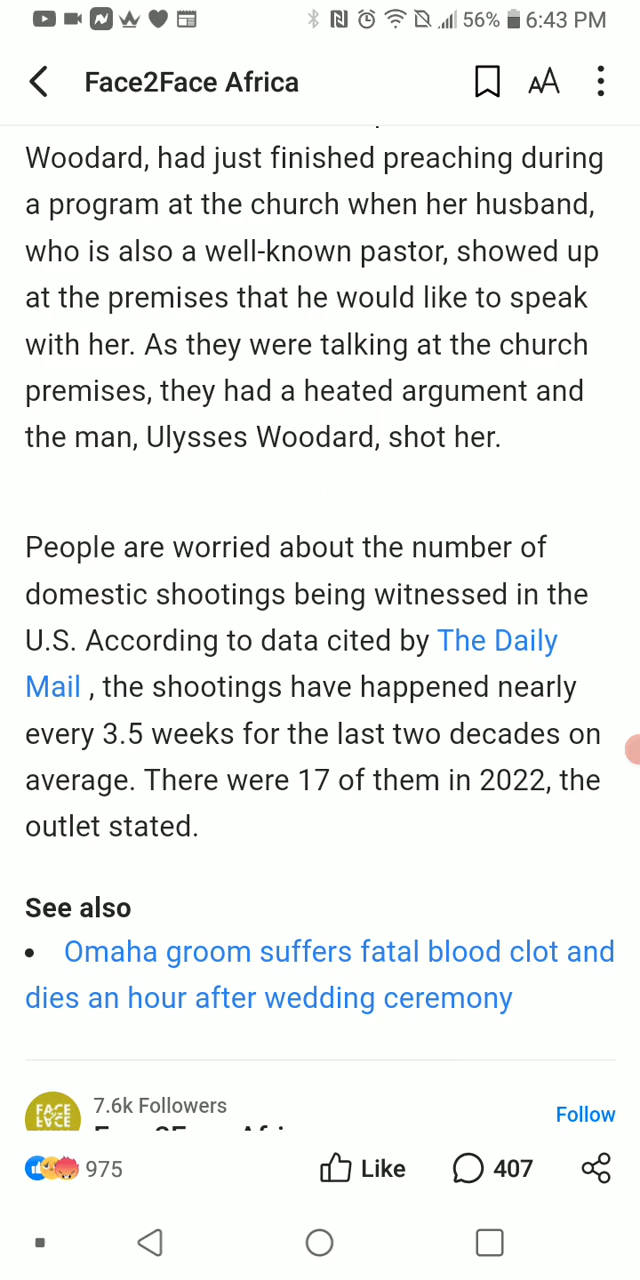 56% 6:43 PM
Face2Face Africa
Woodard, had just finished preaching during
a program at the church when her husband,
who is also a well-known pastor, showed up
at the premises that he would like to speak
with her. As they were talking at the church
premises, they had a heated argument and
the man, Ulysses Woodard, shot her.
People are worried about the number of
domestic shootings being witnessed in the
U.S. According to data cited by The Daily
Mail , the shootings have happened nearly
every 3.5 weeks for the last two decades on
average. There were 17 of them in 2022, the
outlet stated.
See also
• Omaha groom suffers fatal blood clot and
dies an hour after wedding ceremony
7.6k Followers
Follow
975 Like 407